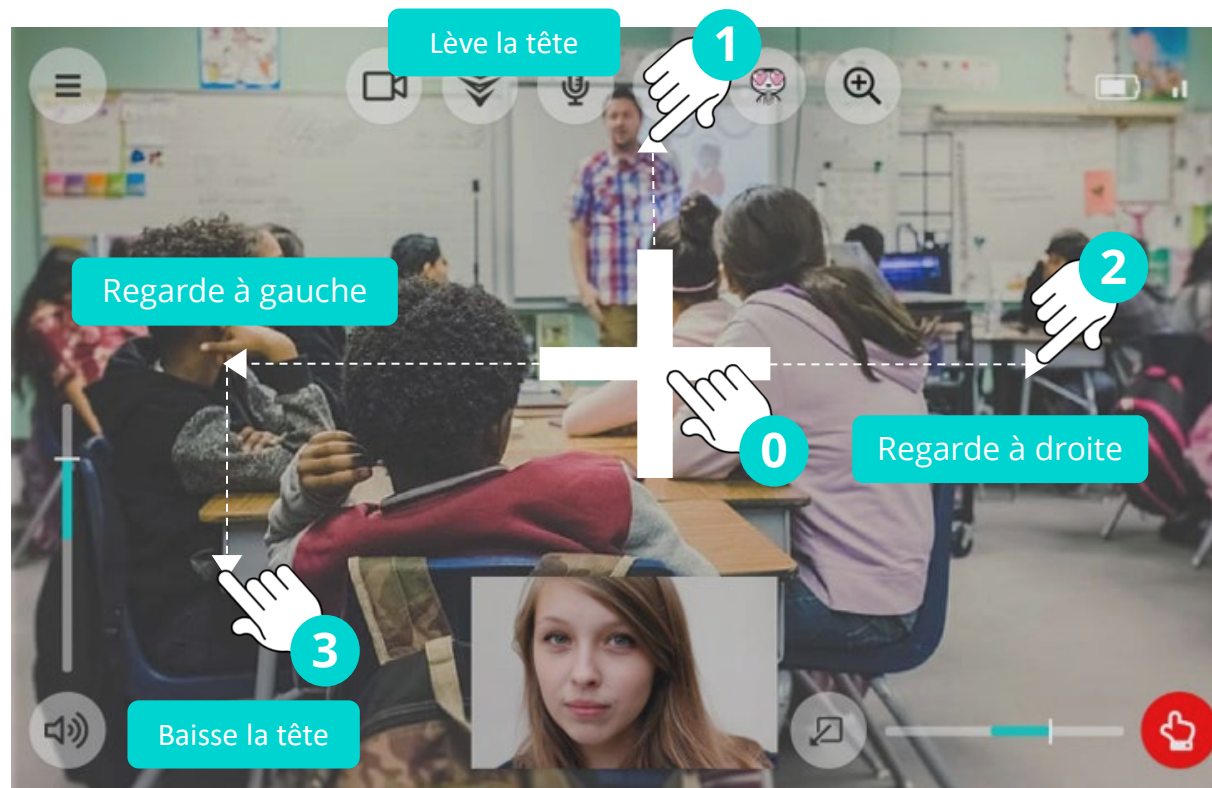 Lève la tête
1
2
Regarde à gauche
0
Regarde à droite
3
Baisse la tête